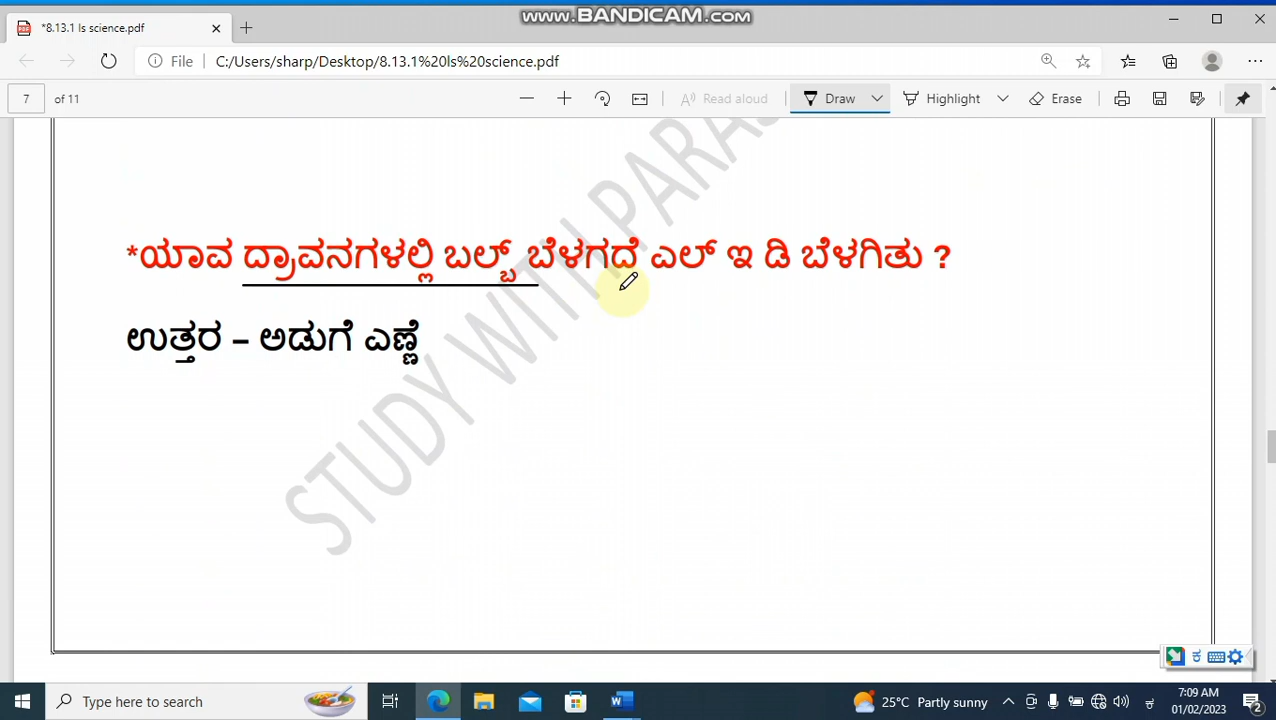 www.BANDICAM.com
*8.13.1 ls science.pdf
File
C:/Users/sharp/Desktop/8.13.1%20ls%20science.pdf
7 of 11
Read aloud
Draw
Highlight
Erase
*ಯಾವ ದ್ರಾವನಗಳಲ್ಲಿ ಬಲ್ಬ್ ಬೆಳಗದೆ ಎಲ್ ಇ ಡಿ ಬೆಳಗಿತು ?
ಉತ್ತರ – ಅಡುಗೆ ಎಣ್ಣೆ
STUDY WITH PARAS
ಕ
Type here to search
25°C Partly sunny
7:09 AM
01/02/2023
2